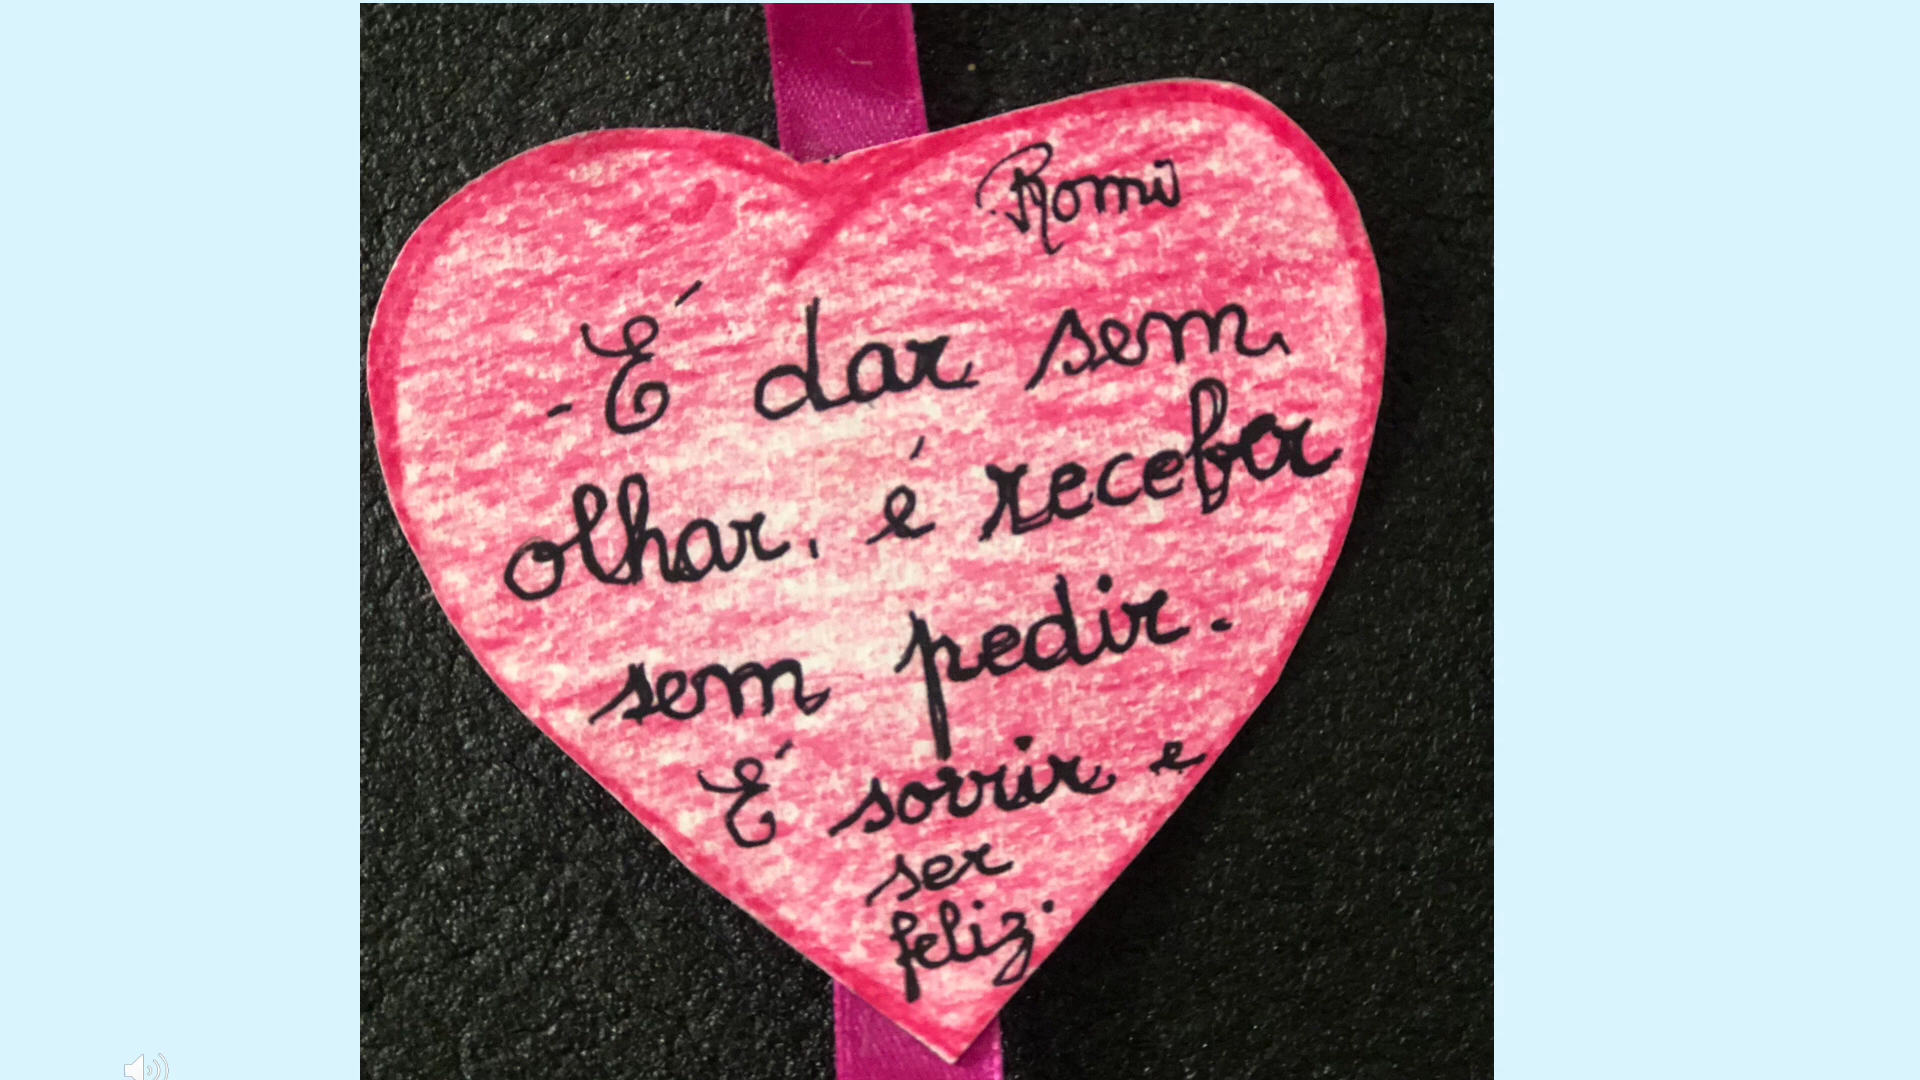 Romi
- É dar sem
olhar, é receber
sem pedir.
É sorrir e
ser
feliz.